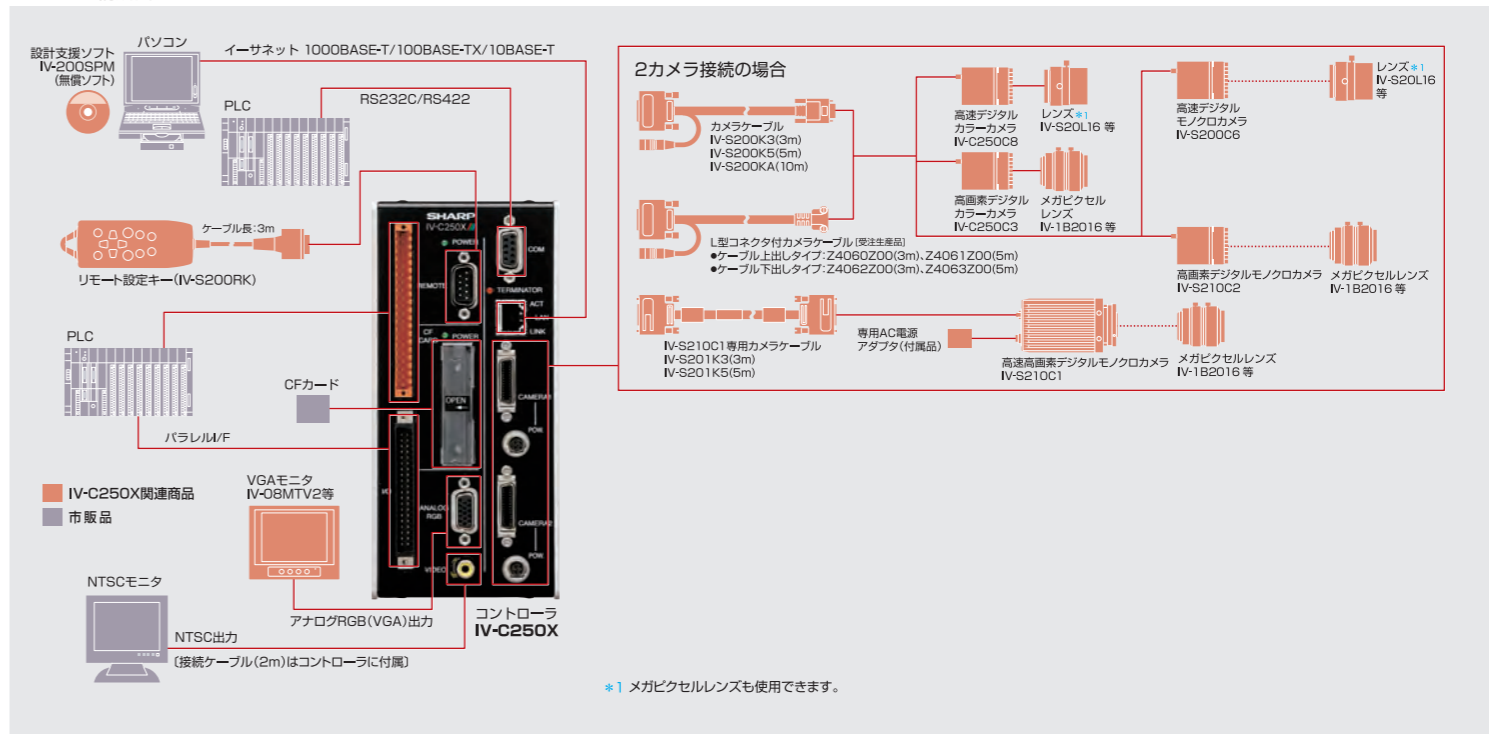 設計支援ソフト
IV-200SPM
(無償ソフト)
パソコン
イーサネット 1000BASE-T/100BASE-TX/10BASE-T
PLC
RS232C/RS422
ケーブル長:3m
リモート設定キー(IV-S200RK)
PLC
CFカード
パラレルI/F
IV-C250X関連商品
市販品
VGAモニタ
IV-08MTV2等
NTSCモニタ
アナログRGB(VGA)出力
NTSC出力
〔接続ケーブル(2m)はコントローラに付属〕
SHARP
IV-C250X
POWER
COM
REMOTE
TERMINATOR
ACT
LAN
LINK
CF
CARD
POWER
OPEN
CAMERA1
POW.
I/O
ANALOG
RGB
CAMERA2
POW.
VIDEO
コントローラ
IV-C250X
2カメラ接続の場合
カメラケーブル
IV-S200K3(3m)
IV-S200K5(5m)
IV-S200KA(10m)
L型コネクタ付カメラケーブル [受注生産品]
●ケーブル上出しタイプ:Z4060Z00(3m)、Z4061Z00(5m)
●ケーブル下出しタイプ:Z4062Z00(3m)、Z4063Z00(5m)
IV-S210C1専用カメラケーブル
IV-S201K3(3m)
IV-S201K5(5m)
高速デジタル
カラーカメラ
IV-C250C8
レンズ*1
IV-S20L16 等
高画素デジタル
カラーカメラ
IV-C250C3
メガピクセル
レンズ
IV-1B2016 等
高速デジタル
モノクロカメラ
IV-S200C6
レンズ*1
IV-S20L16
等
高画素デジタルモノクロカメラ
IV-S210C2
メガピクセルレンズ
IV-1B2016 等
専用AC電源
アダプタ(付属品)
高速高画素デジタルモノクロカメラ
IV-S210C1
メガピクセルレンズ
IV-1B2016 等
*1 メガピクセルレンズも使用できます。